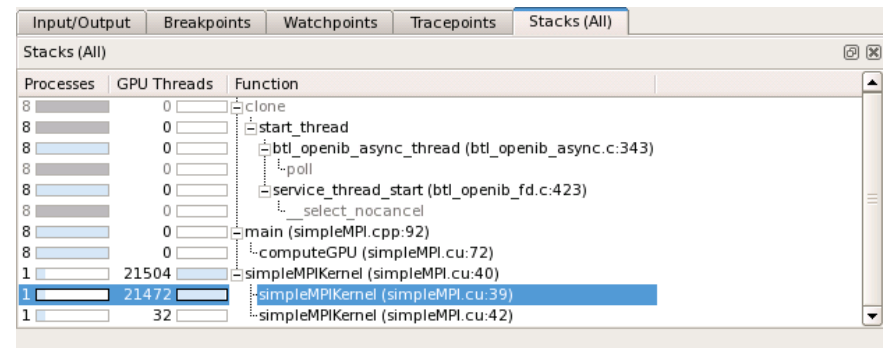 Input/Output Breakpoints Watchpoints Tracepoints Stacks (All)
Stacks (All)
Processes GPU Threads Function
8 0 clone
8 0 start_thread
8 0 btl_openib_async_thread (btl_openib_async.c:343)
8 0 poll
8 0 service_thread_start (btl_openib_fd.c:423)
8 0 __select_nocancel
8 0 main (simpleMPI.cpp:92)
8 0 computeGPU (simpleMPI.cu:72)
1 21504 simpleMPIKernel (simpleMPI.cu:40)
1 21472 simpleMPIKernel (simpleMPI.cu:39)
1 32 simpleMPIKernel (simpleMPI.cu:42)